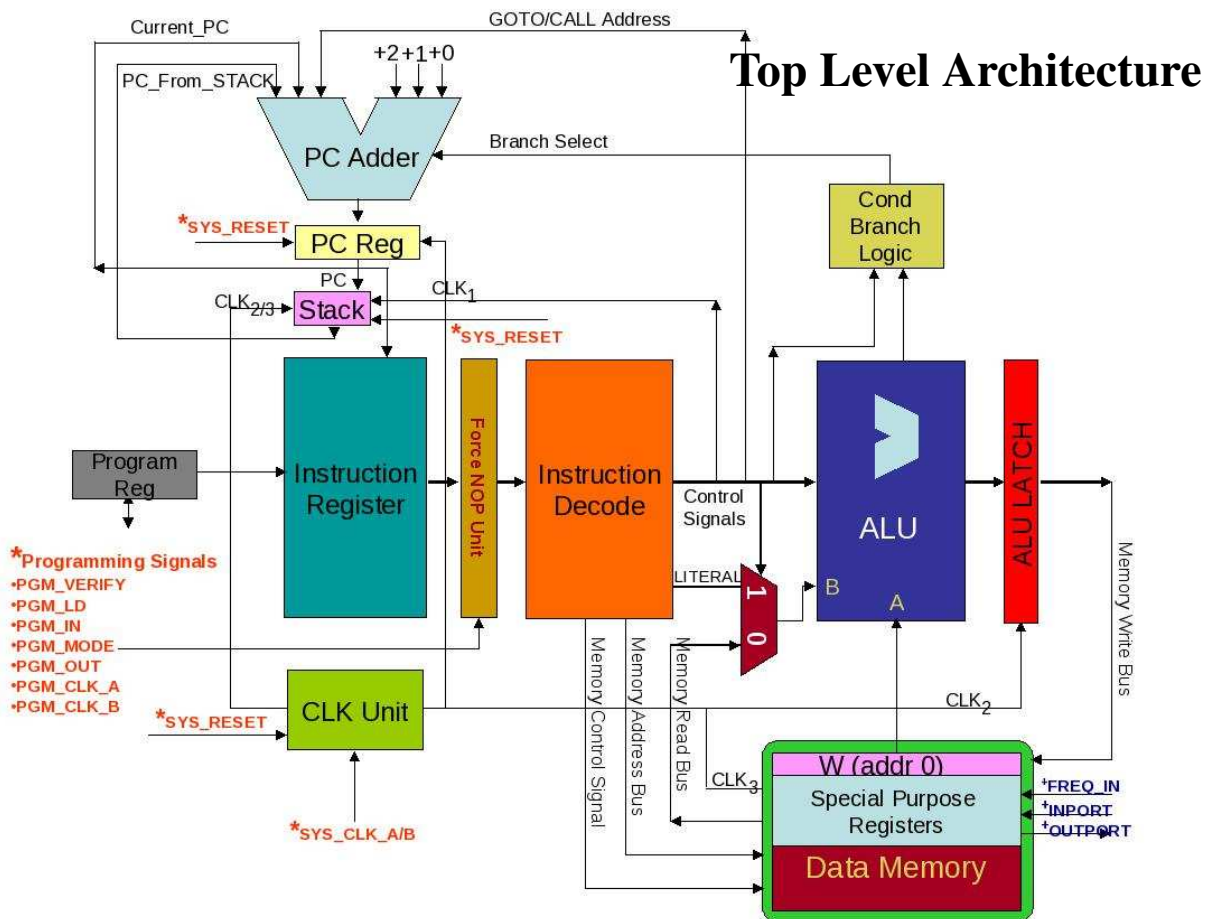 GOTO/CALL Address
Current_PC
Top Level Architecture
+2 +1 +0
PC_From_STACK
PC Adder
Branch Select
*SYS_RESET
PC Reg
Cond
Branch
Logic
PC
CLK2/3
Stack
CLK1
*SYS_RESET
Program
Reg
Instruction
Register
Force NOP Unit
Instruction
Decode
Control
Signals
ALU
ALU LATCH
LITERAL
1
0
B
A
Memory Write Bus
*Programming Signals
•PGM_VERIFY
•PGM_LD
•PGM_IN
•PGM_MODE
•PGM_OUT
•PGM_CLK_A
•PGM_CLK_B
*SYS_RESET
CLK Unit
*SYS_CLK_A/B
Memory Control Signal
Memory Address Bus
Memory Read Bus
CLK2
CLK3
W (addr 0)
Special Purpose
Registers
Data Memory
+FREQ_IN
+INPORT
+OUTPORT